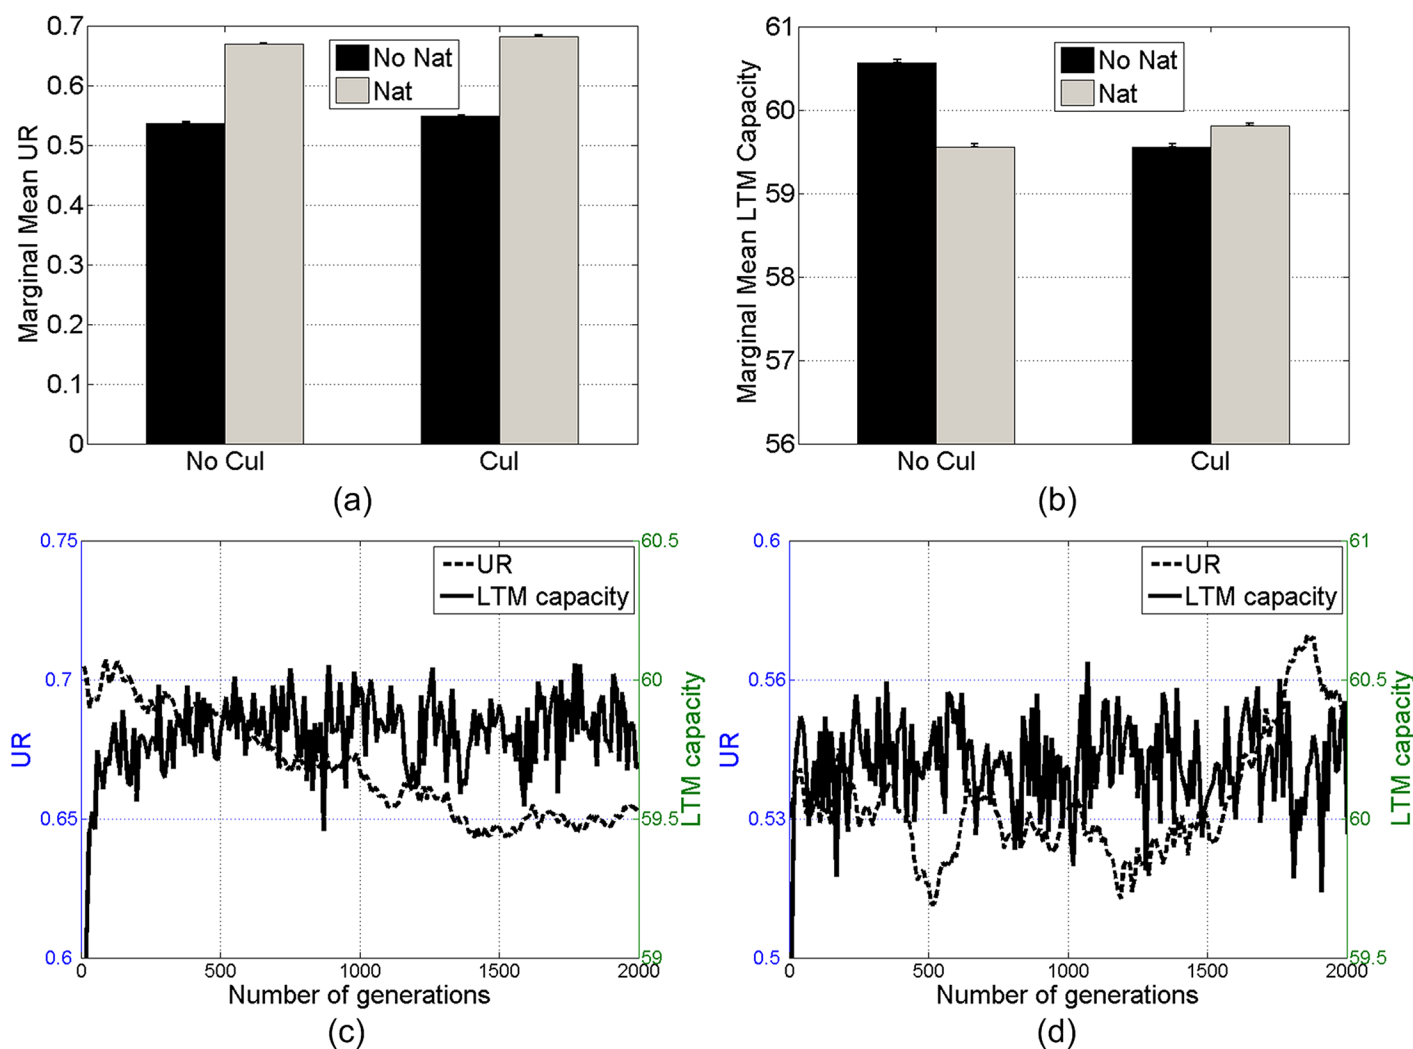 Marginal Mean UR
0.7
0.6
0.5
0.4
0.3
0.2
0.1
0
No Nat
Nat
No Cul
Cul
(a)
Marginal Mean LTM Capacity
61
60
59
58
57
56
No Nat
Nat
No Cul
Cul
(b)
UR
0.75
0.7
0.65
0.6
UR
LTM capacity
60.5
60
59.5
59
LTM capacity
0
500
1000
1500
2000
Number of generations
(c)
UR
0.6
0.56
0.53
0.5
UR
LTM capacity
61
60.5
60
59.5
LTM capacity
0
500
1000
1500
2000
Number of generations
(d)